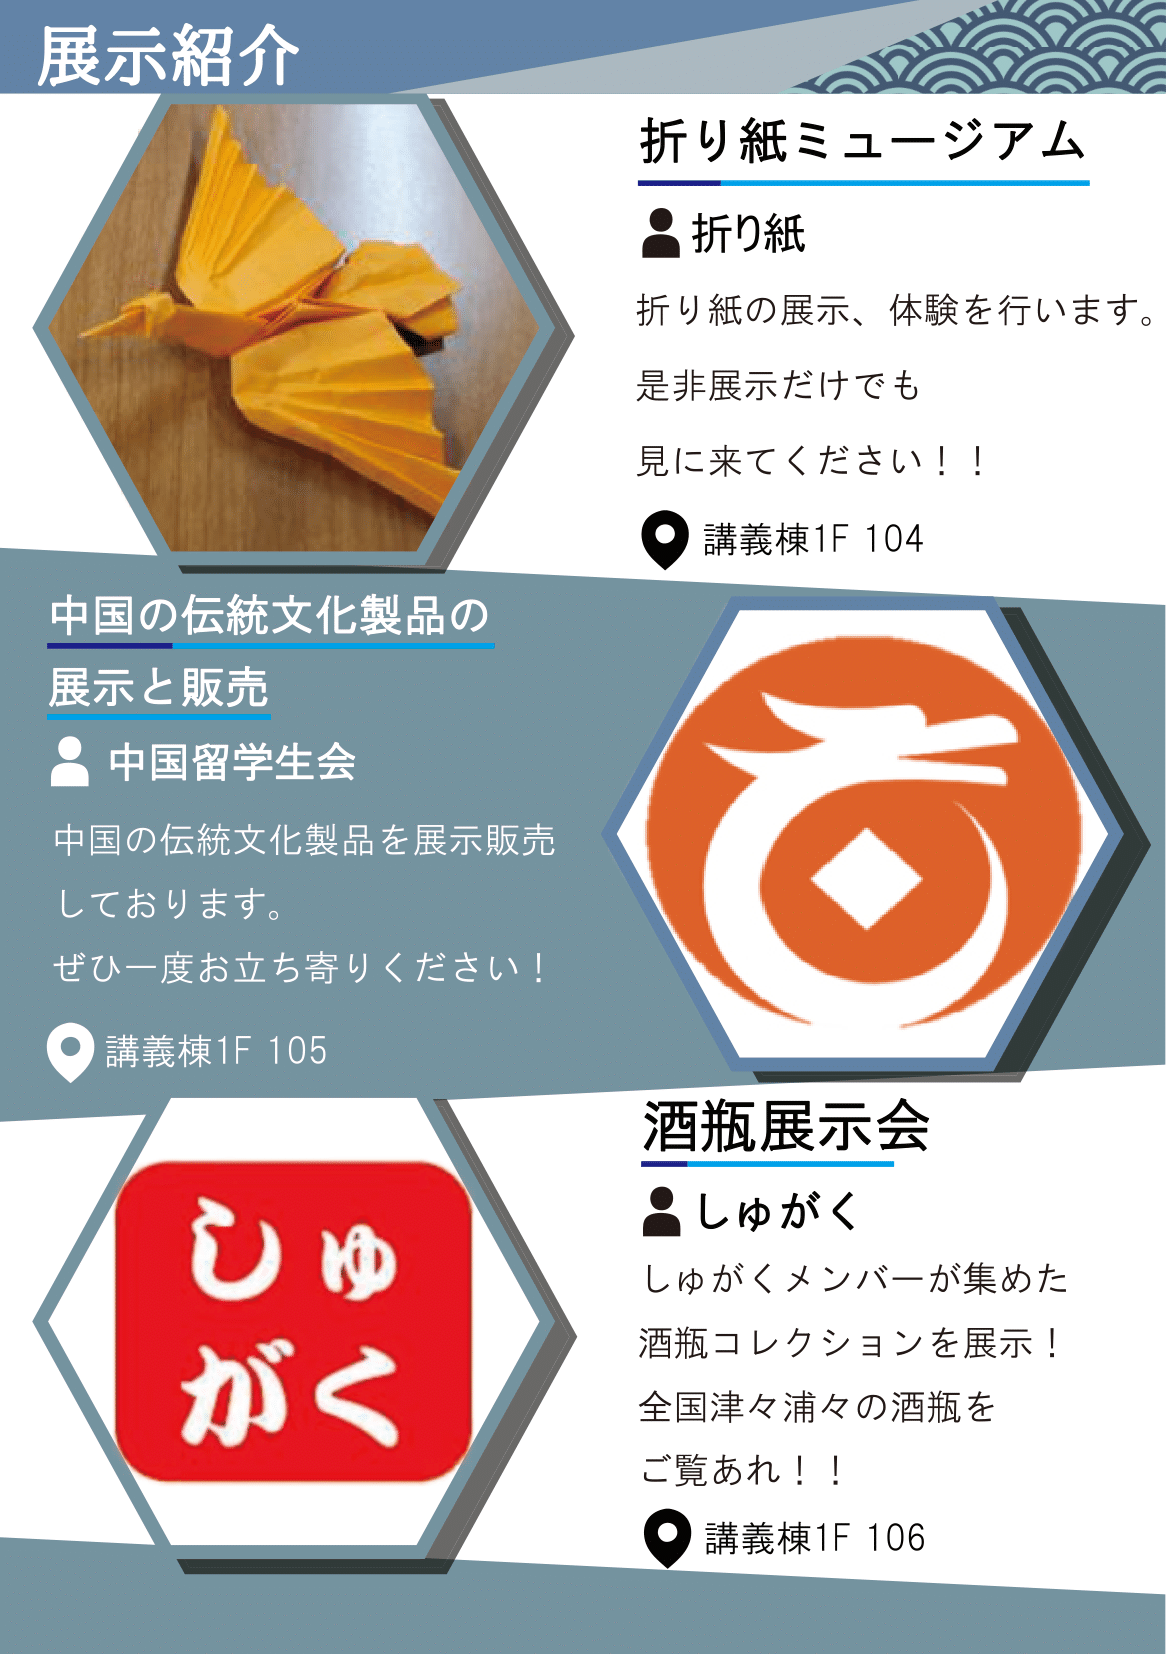 展示紹介
折り紙ミュージアム
折り紙
折り紙の展示、体験を行います。
是非展示だけでも
見に来てください！！
講義棟1F 104
中国の伝統文化製品の
展示と販売
中国留学生会
中国の伝統文化製品を展示販売
しております。
ぜひ一度お立ち寄りください！
講義棟1F 105
酒瓶展示会
しゅがく
しゅがくメンバーが集めた
酒瓶コレクションを展示！
全国津々浦々の酒瓶を
ご覧あれ！！
講義棟1F 106
しゅ
がく